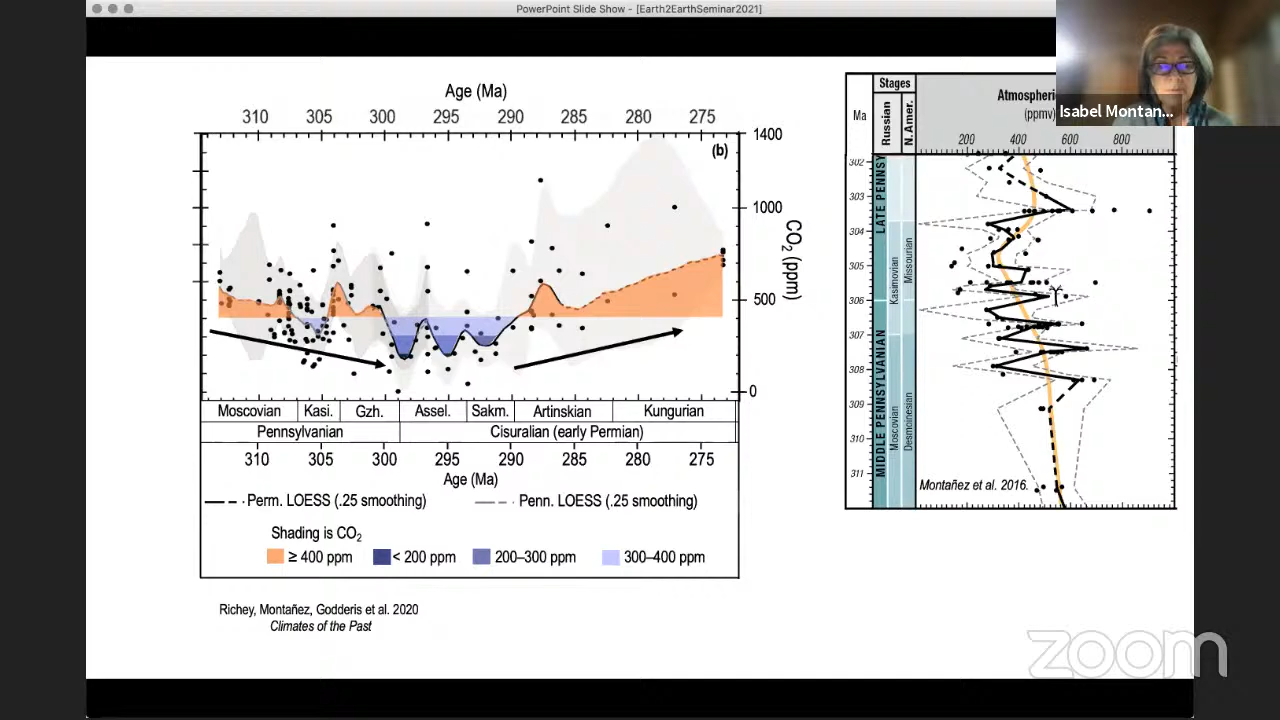 PowerPoint Slide Show - [Earth2EarthSeminar2021]
Isabel Montan...
Age (Ma)
310 305 300 295 290 285 280 275
(b)
1400
1000
500
0
CO₂ (ppm)
Moscovian Kasi. Gzh. Assel. Sakm. Artinskian Kungurian
Pennsylvanian Cisuralian (early Permian)
310 305 300 295 290 285 280 275
Age (Ma)
Perm. LOESS (.25 smoothing) Penn. LOESS (.25 smoothing)
Shading is CO₂
≥ 400 ppm < 200 ppm 200–300 ppm 300–400 ppm
Richey, Montañez, Godderis et al. 2020
Climates of the Past
Stages
Ma
Russian
N. Amer.
Atmospheri
(ppmv)
200 400 600 800
302
303
304
305
306
307
308
309
310
311
LATE PENNSY
MIDDLE PENNSYLVANIAN
Kasimovian
Missourian
Moscovian
Desmoinesian
Montañez et al. 2016.
zoom